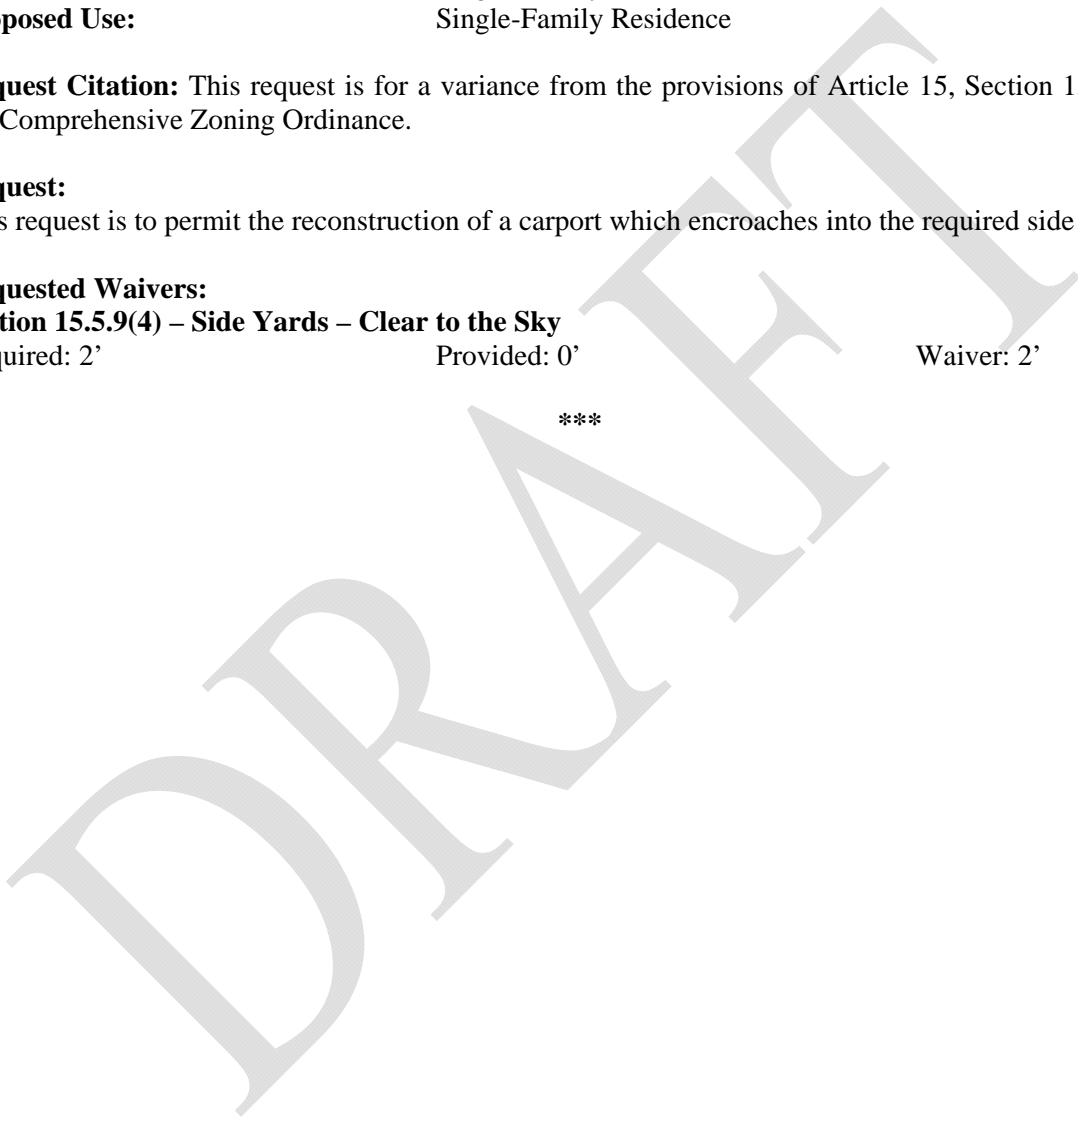 posed Use: Single-Family Residence
quest Citation: This request is for a variance from the provisions of Article 15, Section 1
Comprehensive Zoning Ordinance.
quest:
s request is to permit the reconstruction of a carport which encroaches into the required side
quested Waivers:
tion 15.5.9(4) – Side Yards – Clear to the Sky
quired: 2’ Provided: 0’ Waiver: 2’
***
DRAFT